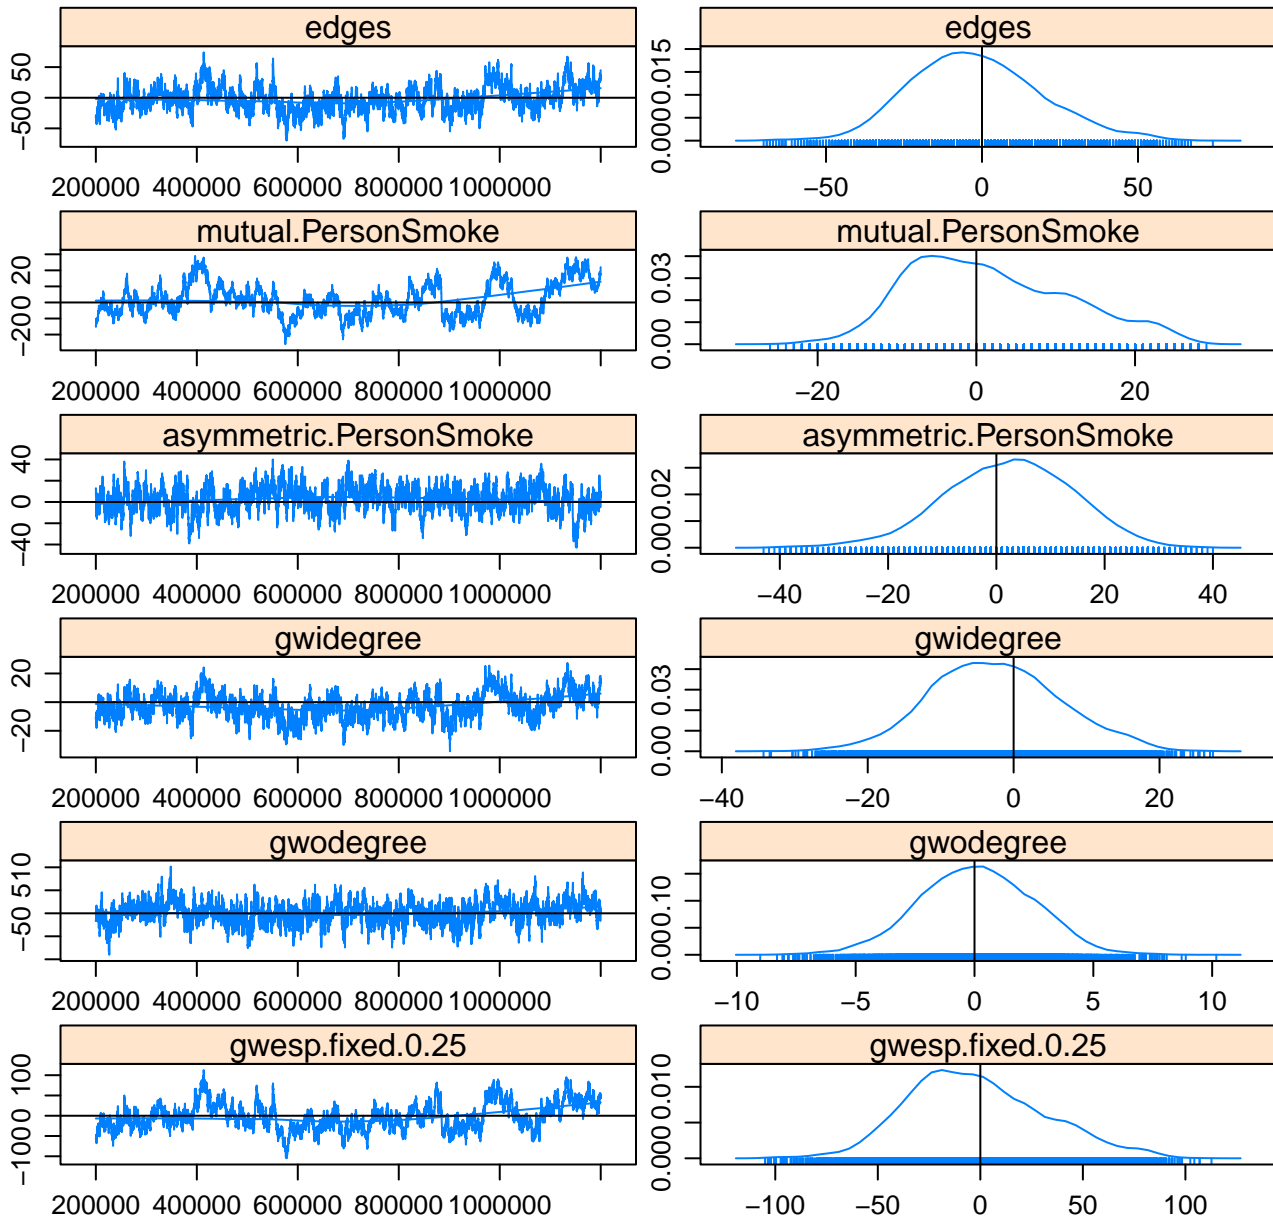 edges
−500 50
200000 400000 600000 800000 1000000
edges
0.0000.015
−50 0 50
mutual.PersonSmoke
−200 20
200000 400000 600000 800000 1000000
mutual.PersonSmoke
0.00 0.03
−20 0 20
asymmetric.PersonSmoke
−40 0 40
200000 400000 600000 800000 1000000
asymmetric.PersonSmoke
0.000.02
−40 −20 0 20 40
gwidegree
−20 20
200000 400000 600000 800000 1000000
gwidegree
0.00 0.03
−40 −20 0 20
gwodegree
−50 510
200000 400000 600000 800000 1000000
gwodegree
0.000.10
−10 −5 0 5 10
gwesp.fixed.0.25
−1000 100
200000 400000 600000 800000 1000000
gwesp.fixed.0.25
0.000 0.010
−100 −50 0 50 100